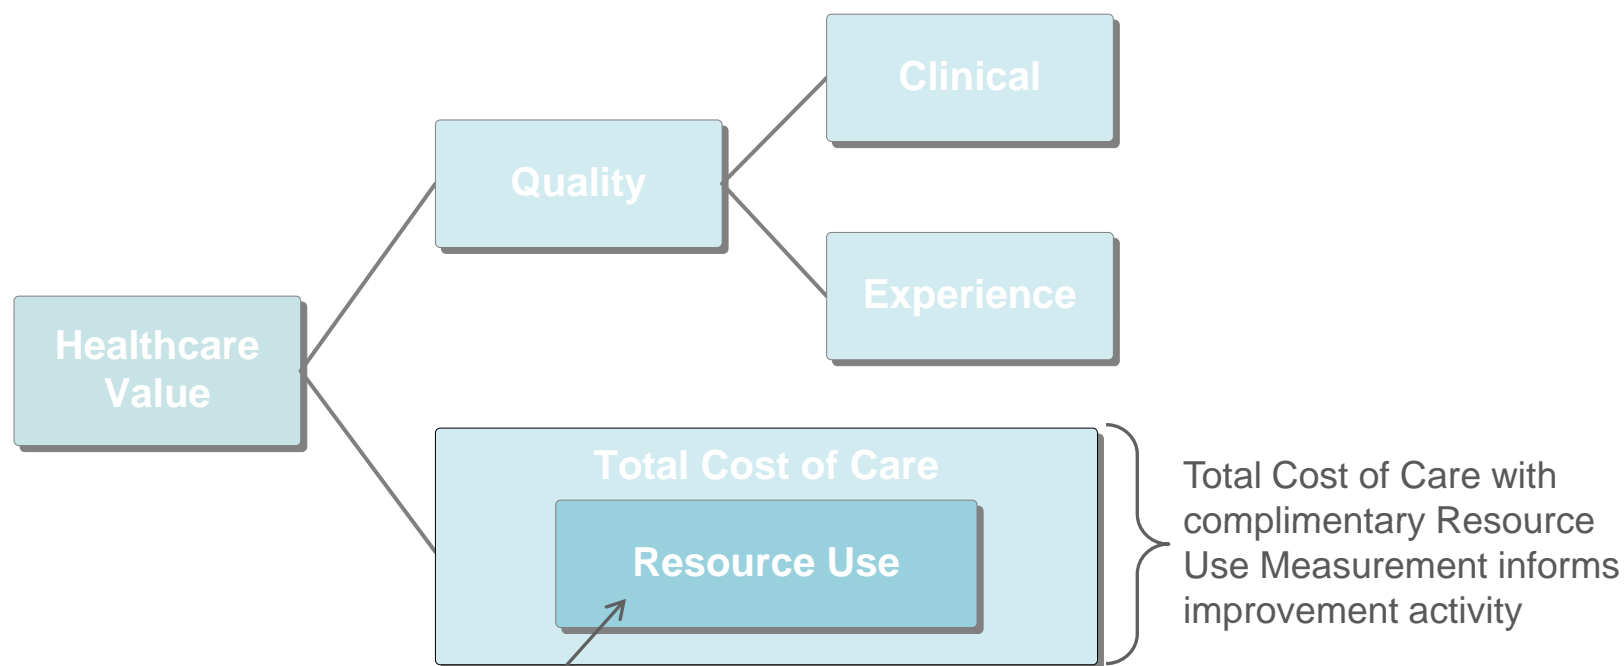 Clinical
Quality
Experience
Healthcare
Value
Total Cost of Care
Resource Use
Total Cost of Care with
complimentary Resource
Use Measurement informs
improvement activity